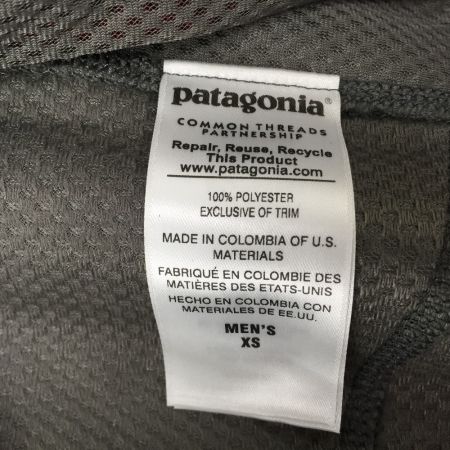 patagonia®
COMMON THREADS
PARTNERSHIP
Repair, Reuse, Recycle
This Product
www.patagonia.com
100% POLYESTER
EXCLUSIVE OF TRIM
MADE IN COLOMBIA OF U.S.
MATERIALS
FABRIQUÉ EN COLOMBIE DES
MATIÈRES DES ETATS-UNIS
HECHO EN COLOMBIA CON
MATERIALES DE EE.UU.
MEN'S
XS